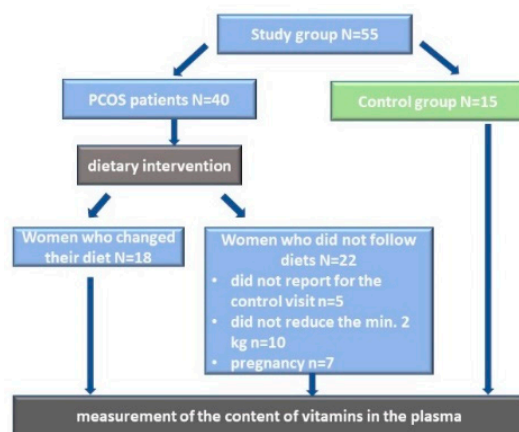 Study group N=55
PCOS patients N=40
Control group N=15
dietary intervention
Women who changed
their diet N=18
Women who did not follow
diets N=22
• did not report for the
control visit n=5
• did not reduce the min. 2
kg n=10
• pregnancy n=7
measurement of the content of vitamins in the plasma